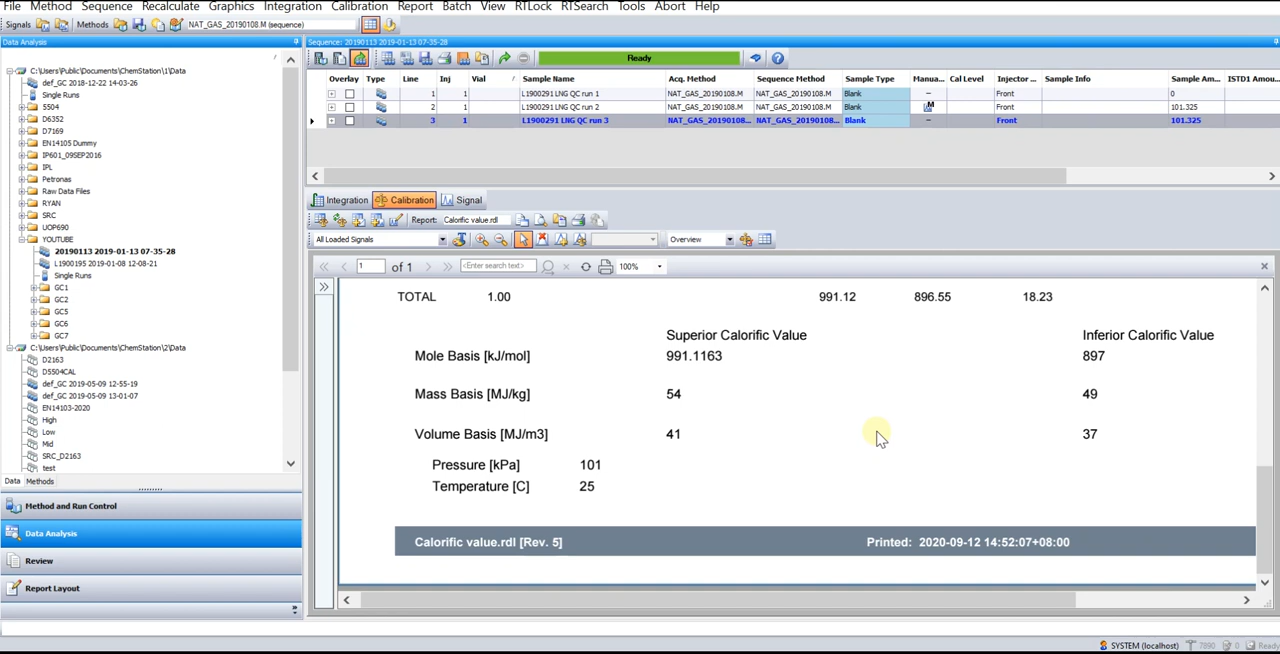 File Method Sequence Recalculate Graphics Integration Calibration Report Batch View RTLock RTSearch Tools Abort Help
Signals Methods NAT_GAS_20190108.M (sequence)
Data Analysis
C:\Users\Public\Documents\ChemStation\1\Data
def_GC 2018-12-22 14-03-26
Single Runs
5504
D6352
D7169
EN14105 Dummy
IP601_09SEP2016
IPL
Petronas
Raw Data Files
RYAN
SRC
UOP690
YOUTUBE
20190113 2019-01-13 07-35-28
L1900195 2019-01-08 12-08-21
Single Runs
GC1
GC2
GC5
GC6
GC7
C:\Users\Public\Documents\ChemStation\2\Data
D2163
D5504CAL
def_GC 2019-05-09 12-55-19
def_GC 2019-05-09 13-01-07
EN14103-2020
High
Low
Mid
SRC_D2163
test
Data Methods
Method and Run Control
Data Analysis
Review
Report Layout
Sequence: 20190113 2019-01-13 07-35-28
Ready
Overlay Type Line Inj Vial / Sample Name Acq. Method Sequence Method Sample Type Manua... Cal Level Injector ... Sample Info Sample Am... ISTD1 Amou...
1 1 L1900291 LNG QC run 1 NAT_GAS_20190108.M NAT_GAS_20190108.M Blank – Front 0
2 1 L1900291 LNG QC run 2 NAT_GAS_20190108.M NAT_GAS_20190108.M Blank M Front 101.325
3 1 L1900291 LNG QC run 3 NAT_GAS_20190108... NAT_GAS_20190108... Blank – Front 101.325
Integration Calibration Signal
Report: Calorific value.rdl
All Loaded Signals Overview
1 of 1 <Enter search text> 100%
TOTAL 1.00 991.12 896.55 18.23
Superior Calorific Value Inferior Calorific Value
Mole Basis [kJ/mol] 991.1163 897
Mass Basis [MJ/kg] 54 49
Volume Basis [MJ/m3] 41 37
Pressure [kPa] 101
Temperature [C] 25
Calorific value.rdl [Rev. 5] Printed: 2020-09-12 14:52:07+08:00
SYSTEM (localhost) 7890 0 Ready